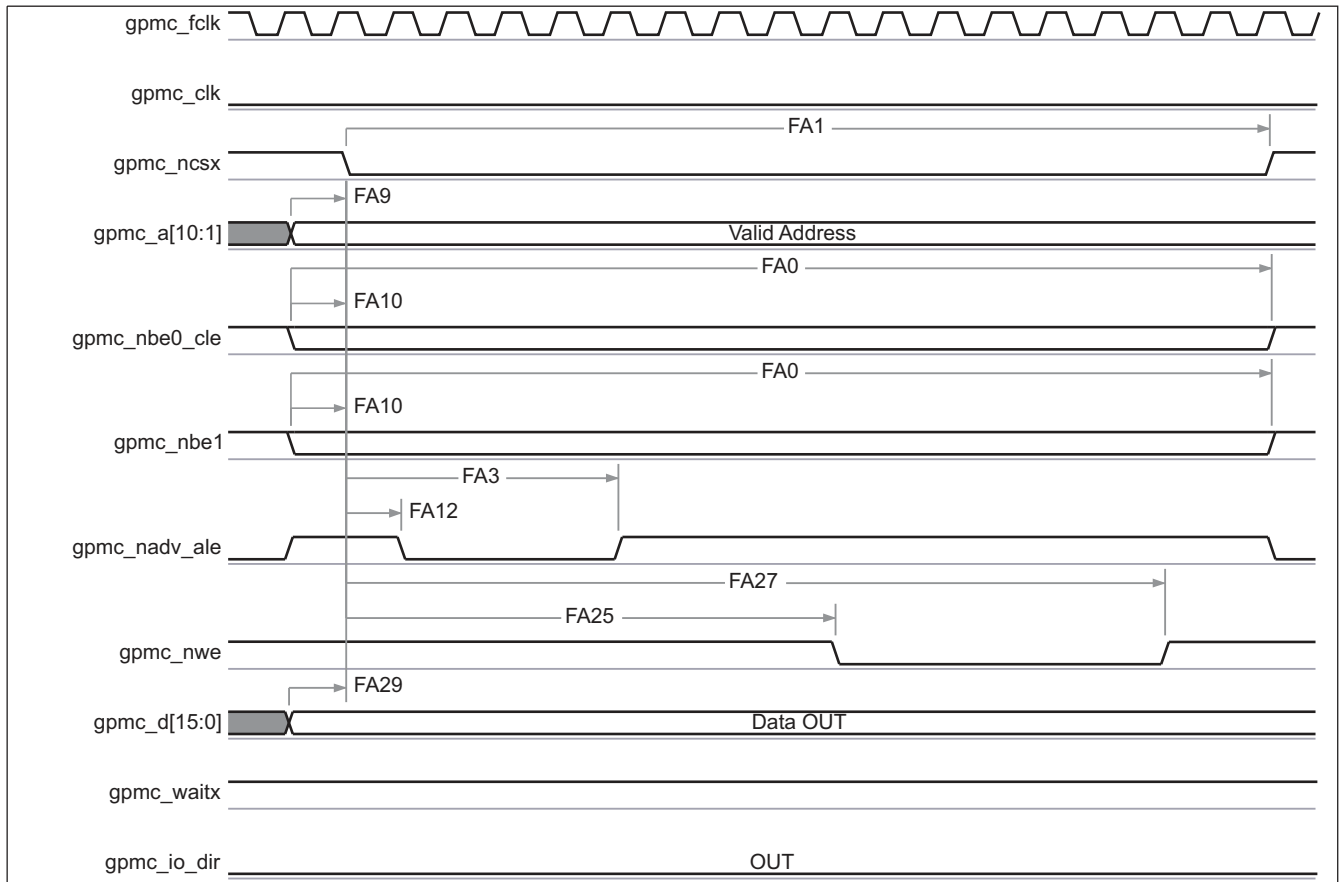 gpmc_fclk
gpmc_clk
FA1
gpmc_ncsx
FA9
gpmc_a[10:1]
Valid Address
FA0
FA10
gpmc_nbe0_cle
FA0
FA10
gpmc_nbe1
FA3
FA12
gpmc_nadv_ale
FA27
FA25
gpmc_nwe
FA29
gpmc_d[15:0]
Data OUT
gpmc_waitx
gpmc_io_dir
OUT